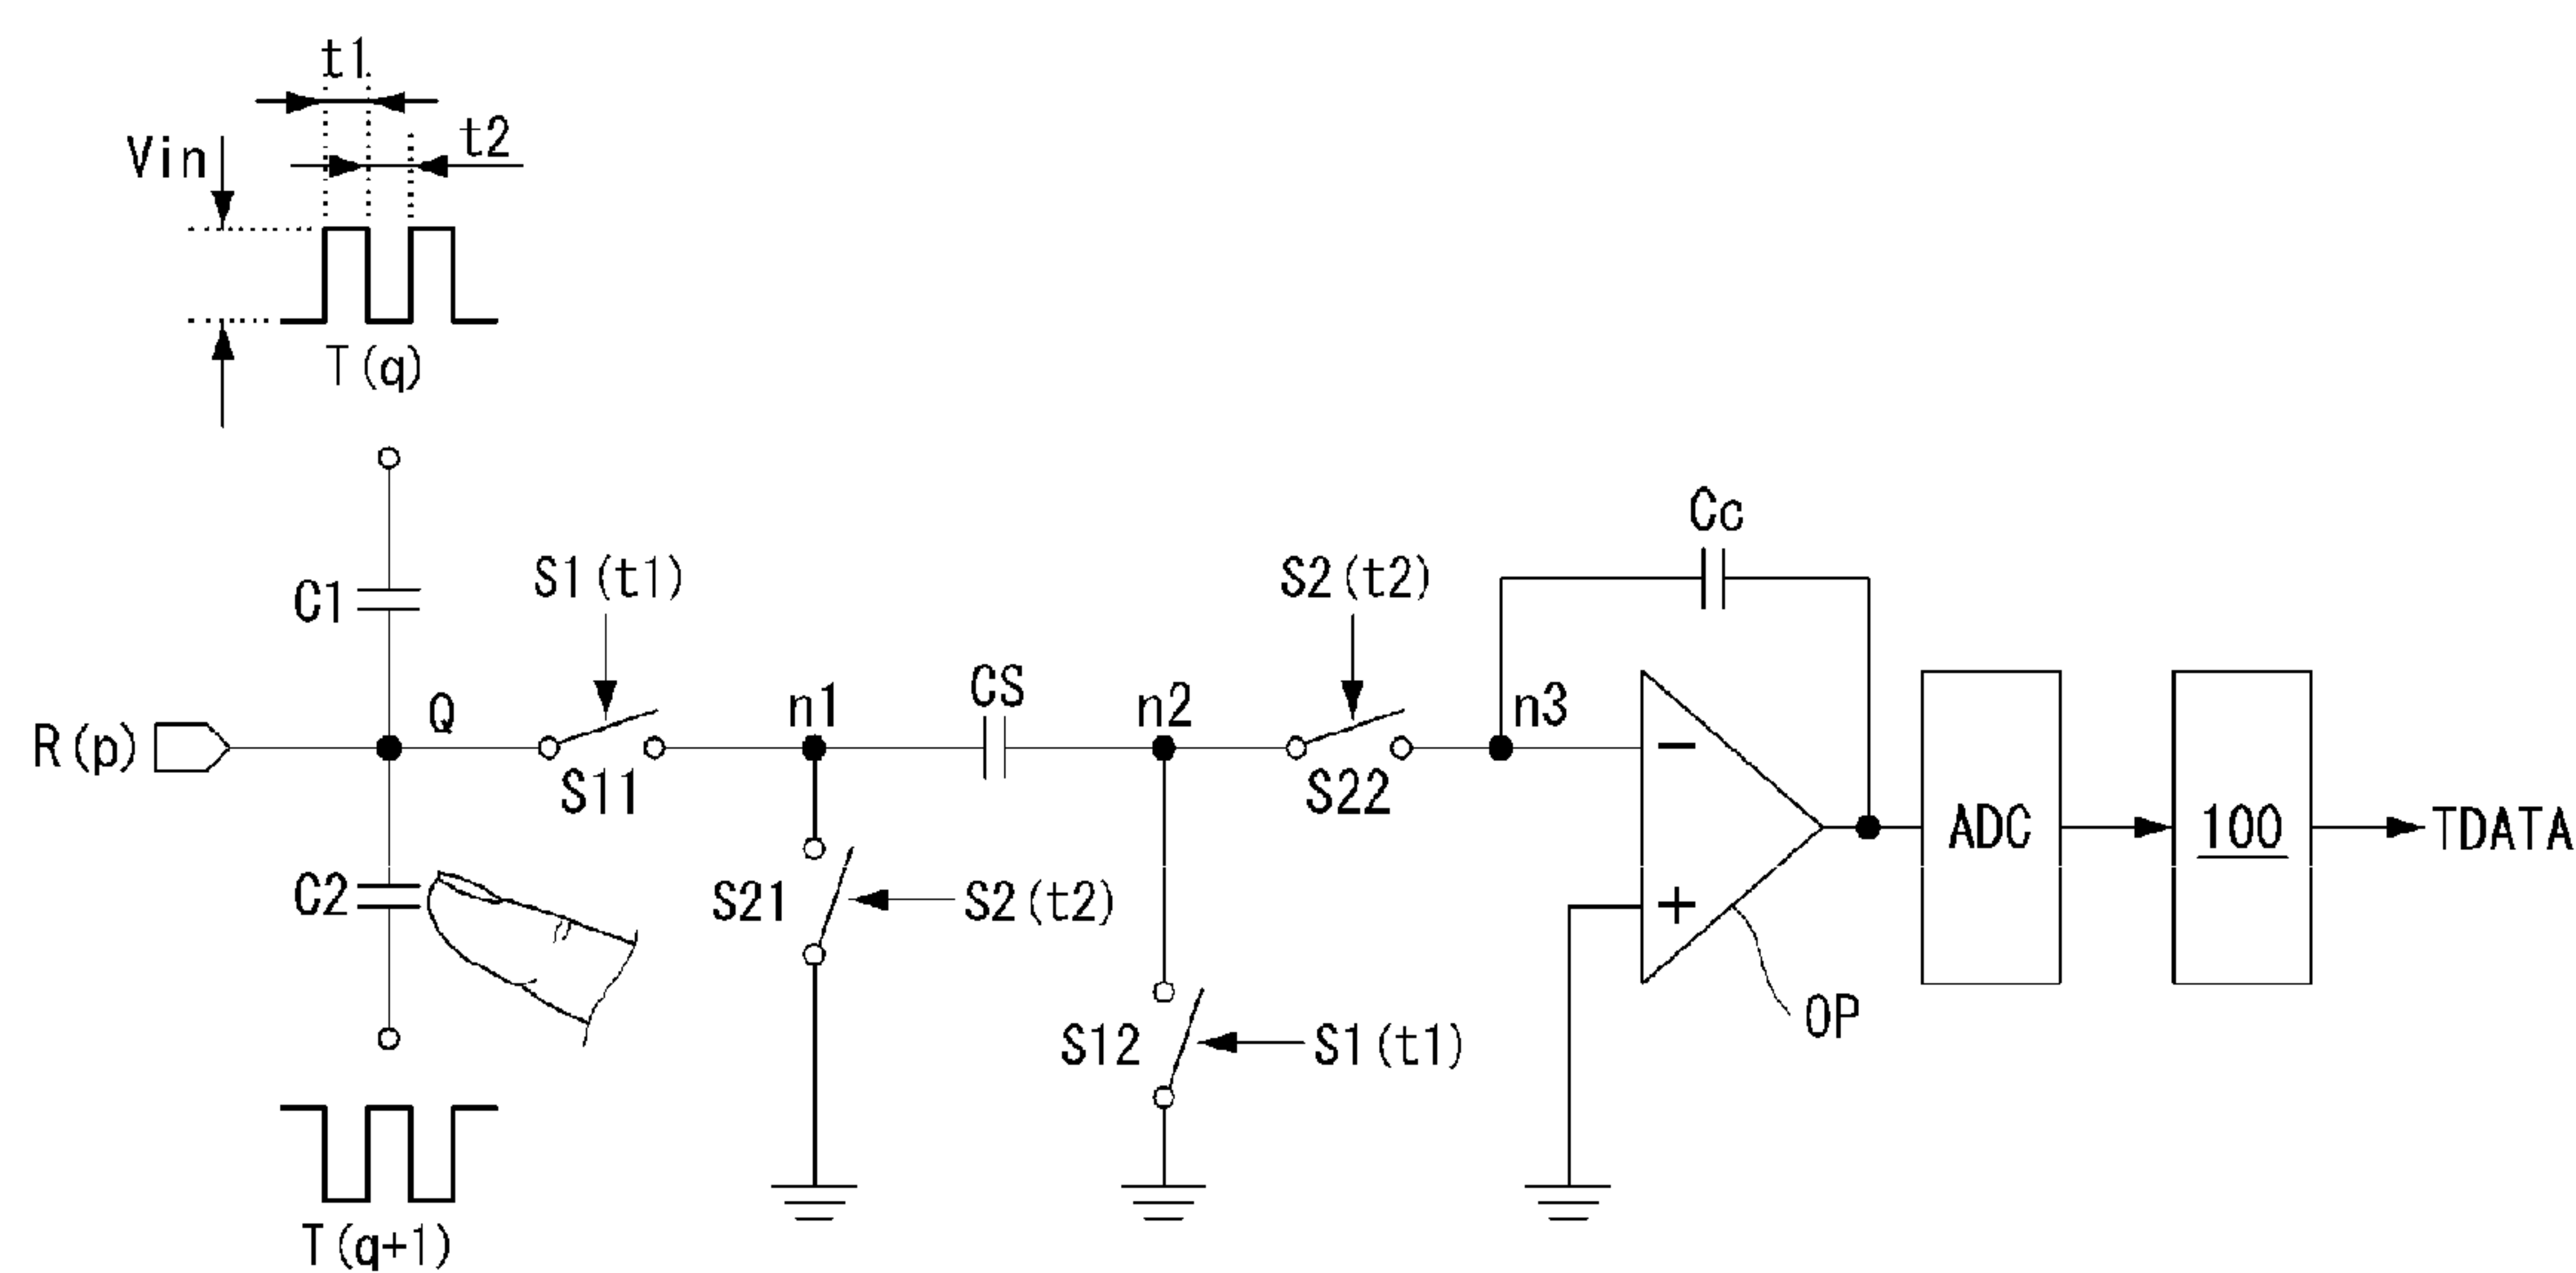 t1
t2
Vin
T(q)
Cc
S1(t1)
S2(t2)
C1
CS
Q
n1
n2
n3
R(p)
S11
S22
−
ADC
100
TDATA
C2
S21
S2(t2)
+
OP
S12
S1(t1)
T(q+1)